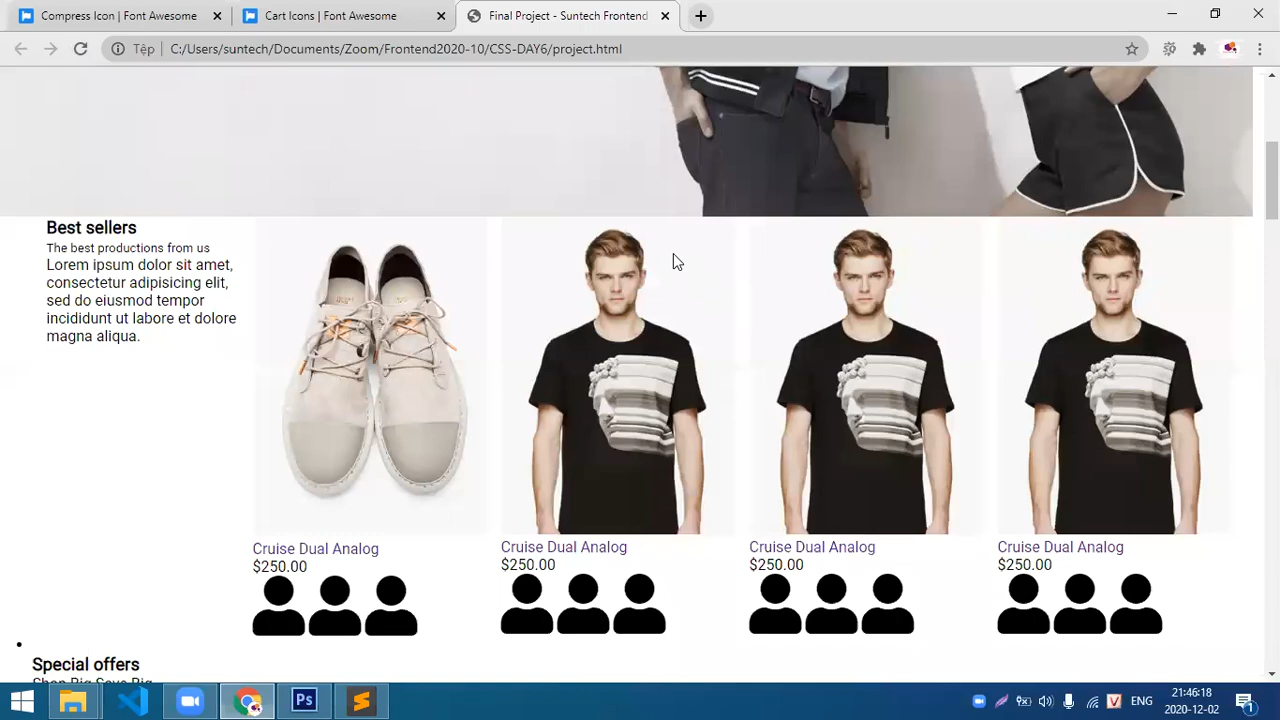 Compress Icon | Font Awesome
Cart Icons | Font Awesome
Final Project - Suntech Frontend
Tệp
C:/Users/suntech/Documents/Zoom/Frontend2020-10/CSS-DAY6/project.html
Best sellers
The best productions from us
Lorem ipsum dolor sit amet,
consectetur adipisicing elit,
sed do eiusmod tempor
incididunt ut labore et dolore
magna aliqua.
Cruise Dual Analog
$250.00
Cruise Dual Analog
$250.00
Cruise Dual Analog
$250.00
Cruise Dual Analog
$250.00
Special offers
Shop Big Save Big
Ps
V
ENG
21:46:18
2020-12-02
1